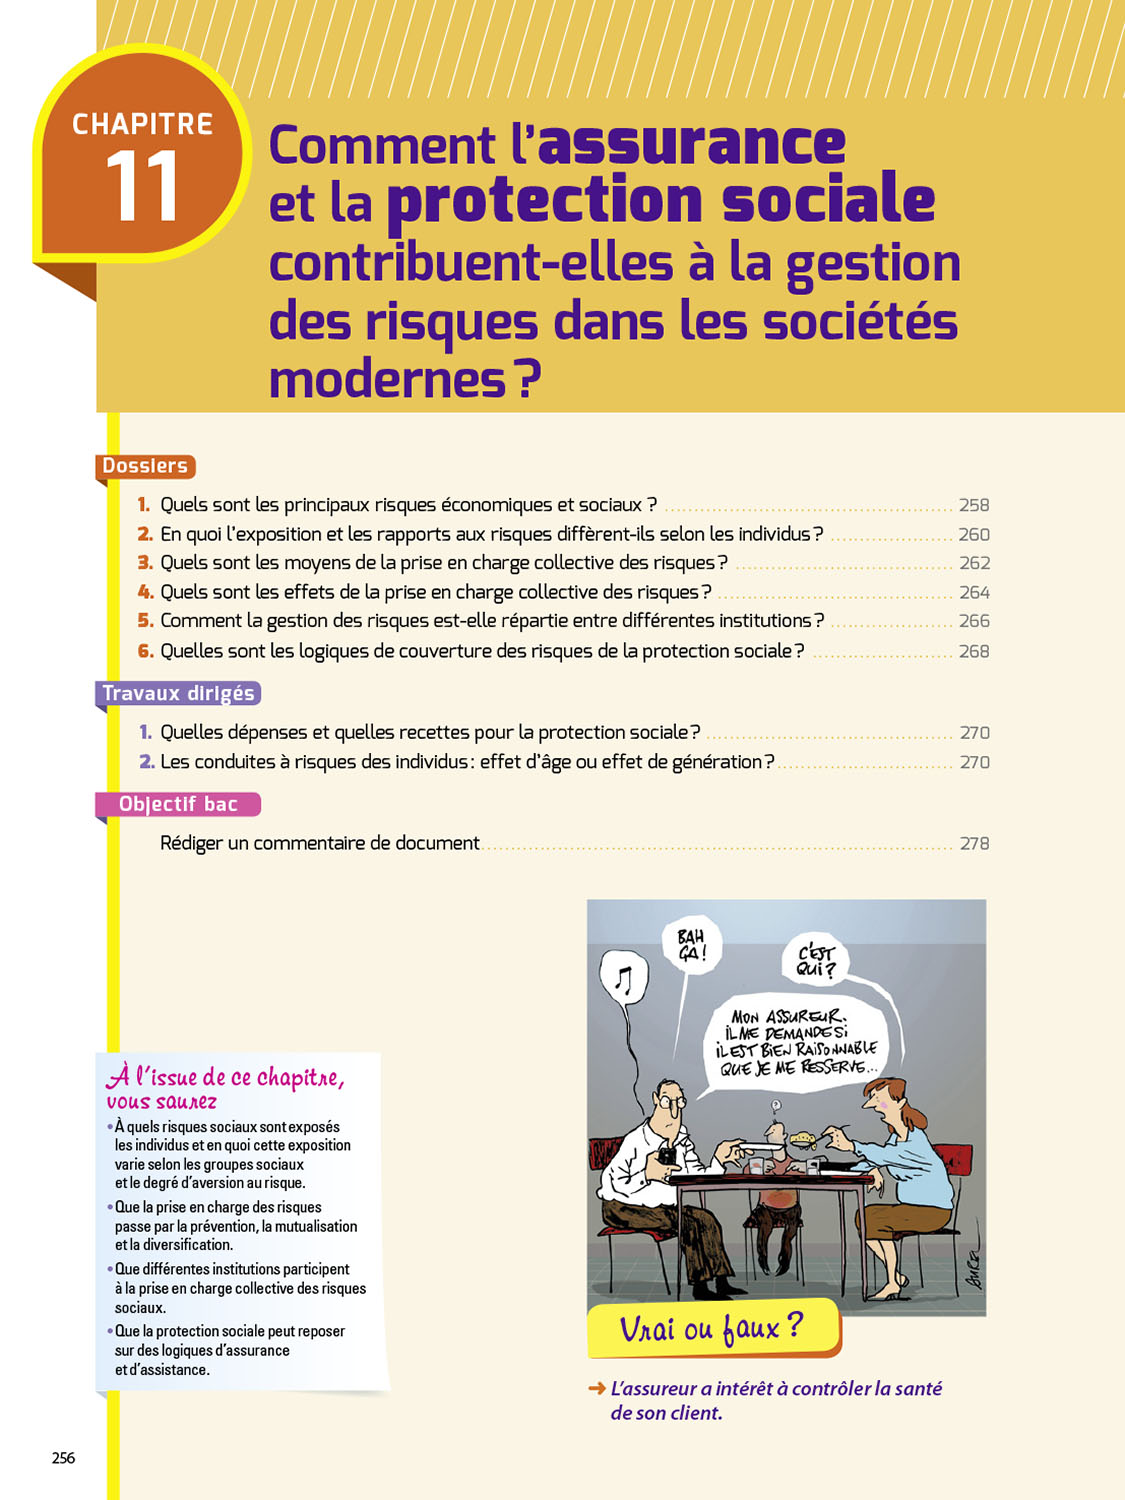 CHAPITRE
11
Comment l'assurance
et la protection sociale
contribuent-elles à la gestion
des risques dans les sociétés
modernes ?
Dossiers
1. Quels sont les principaux risques économiques et sociaux ? 258
2. En quoi l'exposition et les rapports aux risques diffèrent-ils selon les individus ? 260
3. Quels sont les moyens de la prise en charge collective des risques ? 262
4. Quels sont les effets de la prise en charge collective des risques ? 264
5. Comment la gestion des risques est-elle répartie entre différentes institutions ? 266
6. Quelles sont les logiques de couverture des risques de la protection sociale ? 268
Travaux dirigés
1. Quelles dépenses et quelles recettes pour la protection sociale ? 270
2. Les conduites à risques des individus : effet d'âge ou effet de génération ? 270
Objectif bac
Rédiger un commentaire de document 278
BAH
ÇA !
C'EST
QUI ?
MON ASSUREUR.
IL ME DEMANDE SI
IL EST BIEN RAISONNABLE
QUE JE ME RESSERVE...
?
AUREL
Vrai ou faux ?
➜ L'assureur a intérêt à contrôler la santé
de son client.
À l'issue de ce chapitre,
vous saurez
• À quels risques sociaux sont exposés
les individus et en quoi cette exposition
varie selon les groupes sociaux
et le degré d'aversion au risque.
• Que la prise en charge des risques
passe par la prévention, la mutualisation
et la diversification.
• Que différentes institutions participent
à la prise en charge collective des risques
sociaux.
• Que la protection sociale peut reposer
sur des logiques d'assurance
et d'assistance.
256